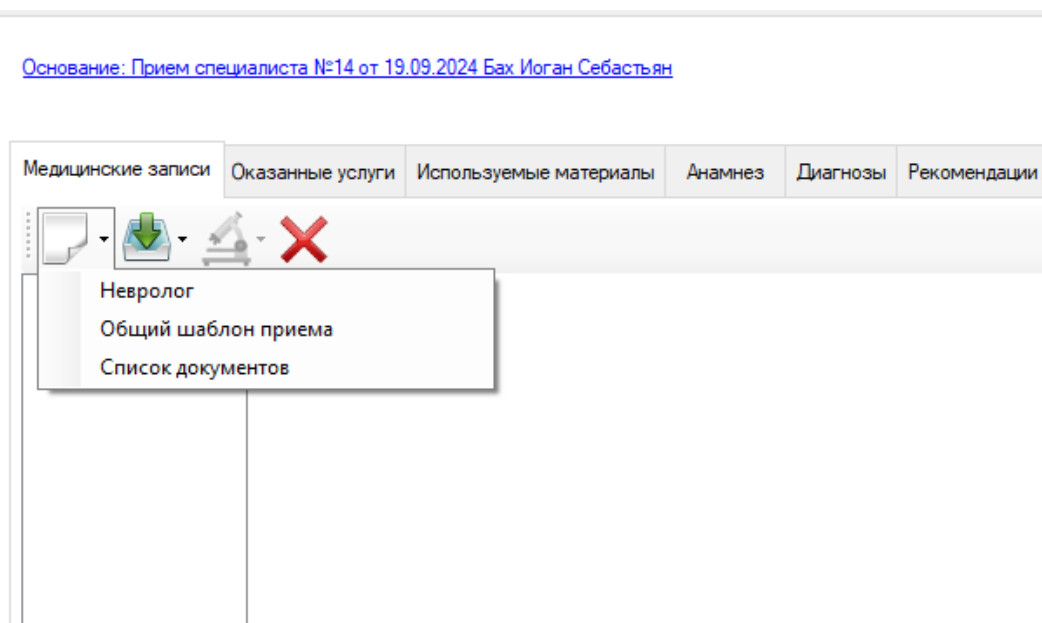 Основание: Прием специалиста №14 от 19.09.2024 Бах Иоган Себастьян
Медицинские записи Оказанные услуги Используемые материалы Анамнез Диагнозы Рекомендации
Невролог
Общий шаблон приема
Список документов